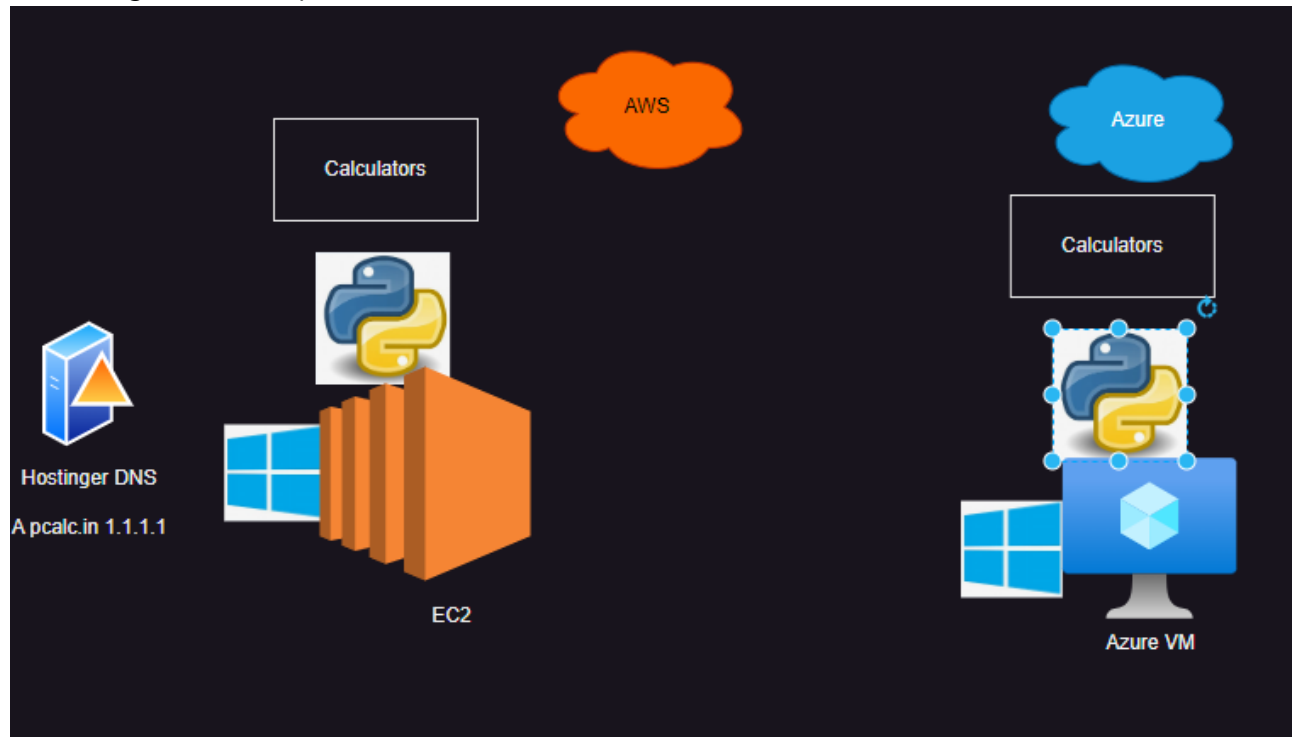 AWS
Azure
Calculators
Calculators
Hostinger DNS
A pcalc.in 1.1.1.1
EC2
Azure VM